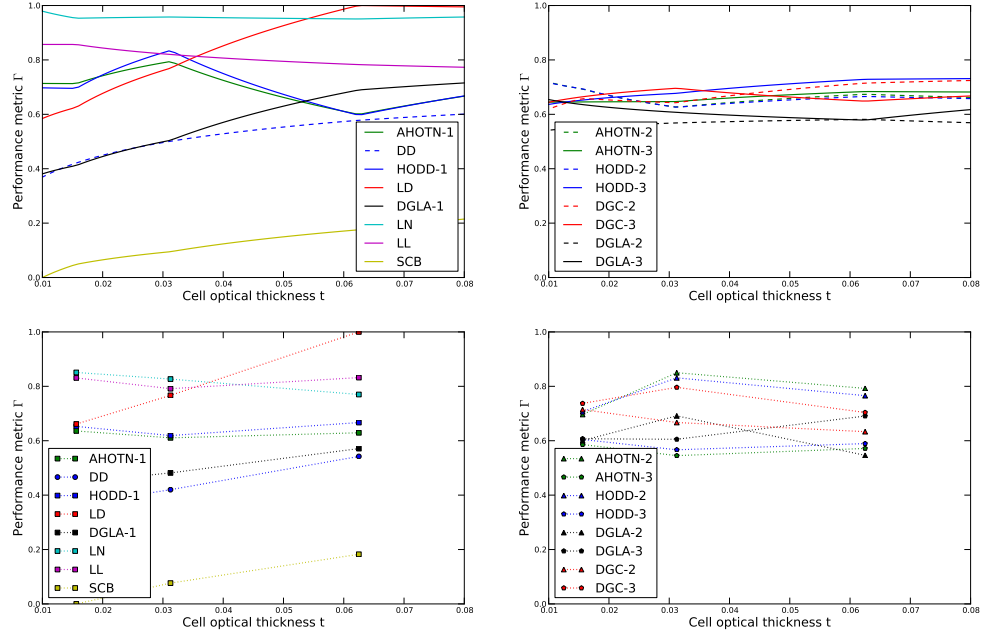 1.0
0.8
0.6
0.4
0.2
0.0
Performance metric Γ
AHOTN-1
DD
HODD-1
LD
DGLA-1
LN
LL
SCB
0.01 0.02 0.03 0.04 0.05 0.06 0.07 0.08
Cell optical thickness t
1.0
0.8
0.6
0.4
0.2
0.0
Performance metric Γ
AHOTN-2
AHOTN-3
HODD-2
HODD-3
DGC-2
DGC-3
DGLA-2
DGLA-3
0.01 0.02 0.03 0.04 0.05 0.06 0.07 0.08
Cell optical thickness t
1.0
0.8
0.6
0.4
0.2
0.0
Performance metric Γ
AHOTN-1
DD
HODD-1
LD
DGLA-1
LN
LL
SCB
0.01 0.02 0.03 0.04 0.05 0.06 0.07 0.08
Cell optical thickness t
1.0
0.8
0.6
0.4
0.2
0.0
Performance metric Γ
AHOTN-2
AHOTN-3
HODD-2
HODD-3
DGLA-2
DGLA-3
DGC-2
DGC-3
0.01 0.02 0.03 0.04 0.05 0.06 0.07 0.08
Cell optical thickness t